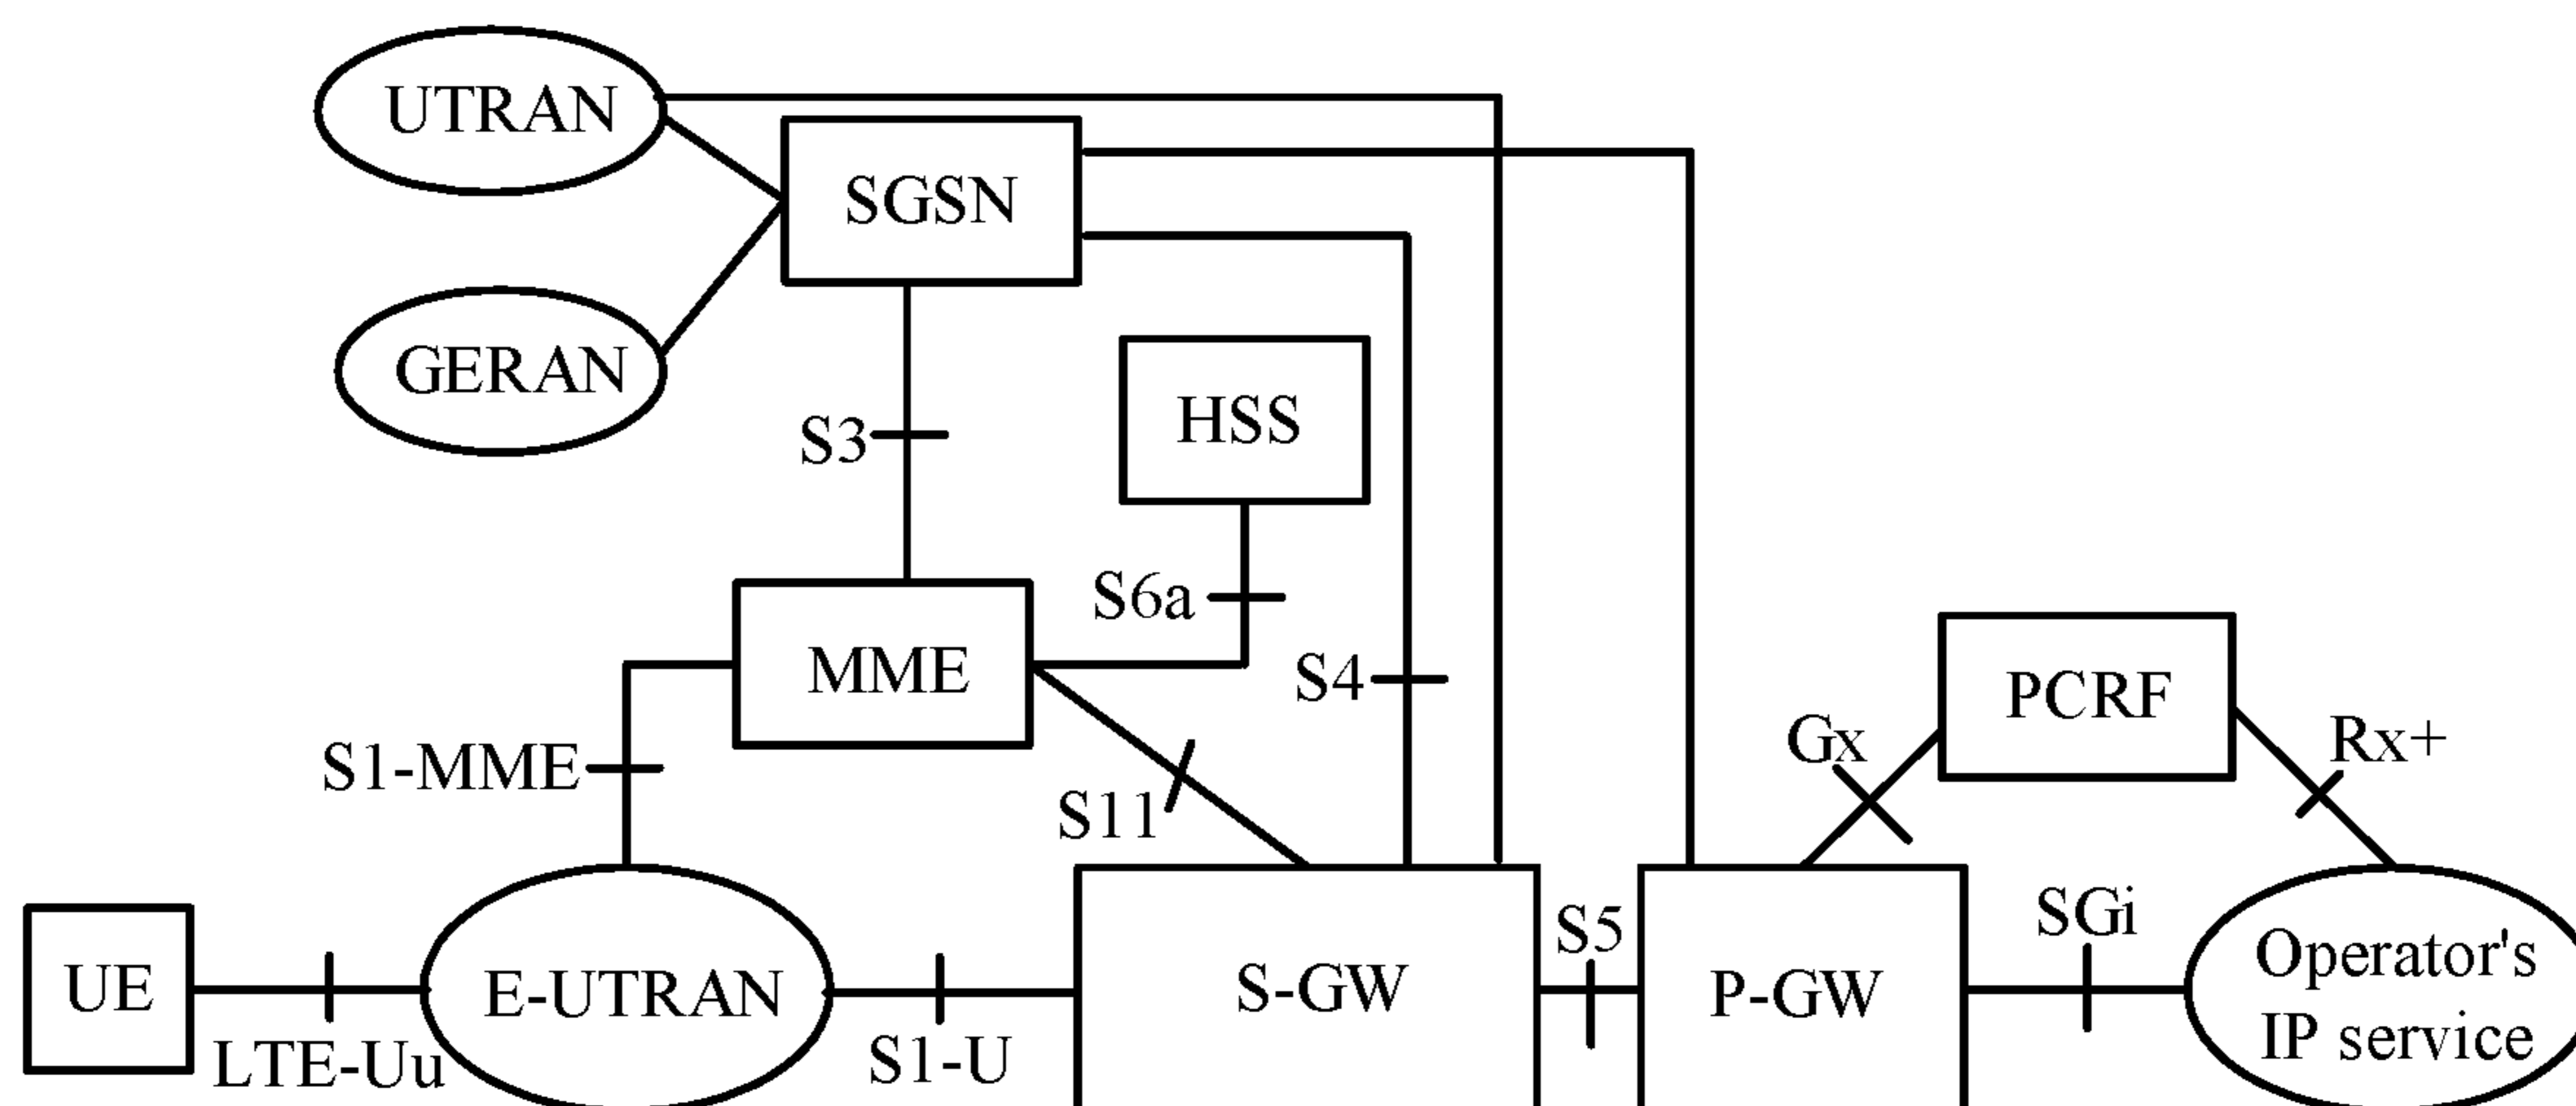 UTRAN
SGSN
GERAN
HSS
S3
S6a
MME
S4
PCRF
S1-MME
Gx
Rx+
S11
UE
LTE-Uu
E-UTRAN
S1-U
S-GW
S5
P-GW
SGi
Operator's
IP service